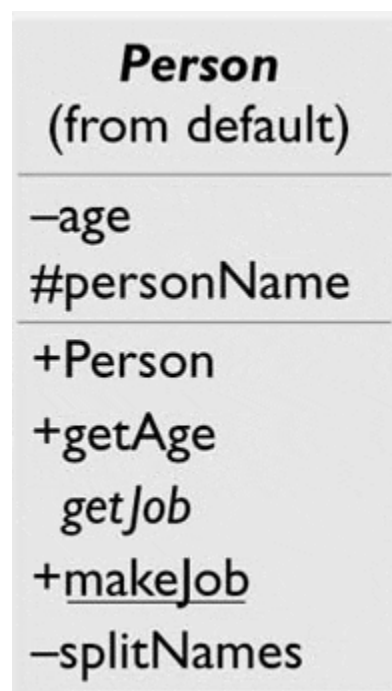 Person
(from default)
–age
#personName
+Person
+getAge
getJob
+makeJob
–splitNames